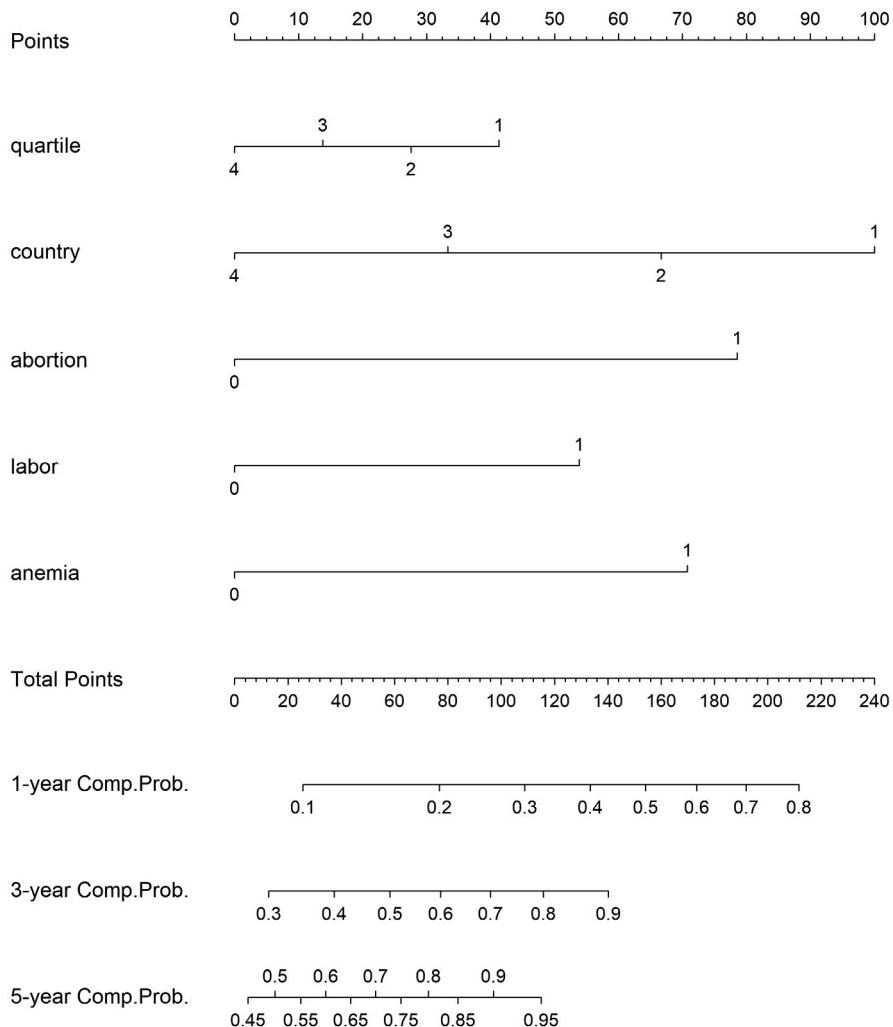 0 10 20 30 40 50 60 70 80 90 100
Points
3 1
quartile
4 2
3 1
country
4 2
1
abortion
0
1
labor
0
1
anemia
0
Total Points
0 20 40 60 80 100 120 140 160 180 200 220 240
1-year Comp.Prob.
0.1 0.2 0.3 0.4 0.5 0.6 0.7 0.8
3-year Comp.Prob.
0.3 0.4 0.5 0.6 0.7 0.8 0.9
0.5 0.6 0.7 0.8 0.9
5-year Comp.Prob.
0.45 0.55 0.65 0.75 0.85 0.95